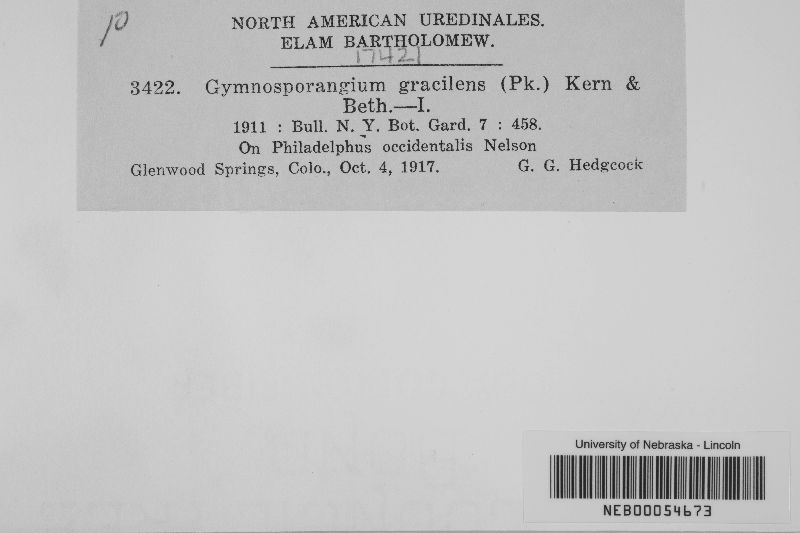 10
NORTH AMERICAN UREDINALES.
ELAM BARTHOLOMEW.
17421
3422. Gymnosporangium gracilens (Pk.) Kern &
Beth.—I.
1911 : Bull. N. Y. Bot. Gard. 7 : 458.
On Philadelphus occidentalis Nelson
Glenwood Springs, Colo., Oct. 4, 1917. G. G. Hedgcock
University of Nebraska - Lincoln
NEB00054673